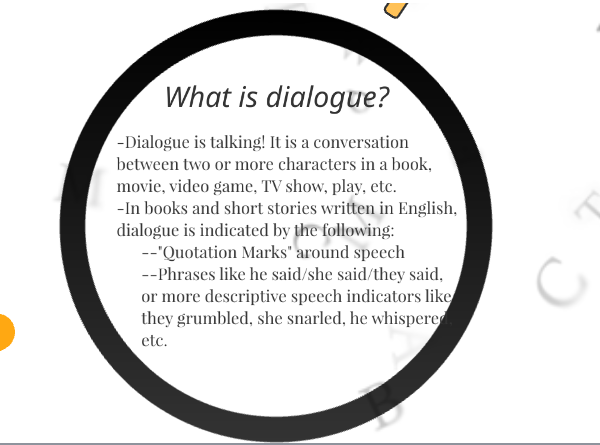 What is dialogue?
-Dialogue is talking! It is a conversation
between two or more characters in a book,
movie, video game, TV show, play, etc.
-In books and short stories written in English,
dialogue is indicated by the following:
--"Quotation Marks" around speech
--Phrases like he said/she said/they said,
or more descriptive speech indicators like
they grumbled, she snarled, he whispered,
etc.
M
C
M
C
T
A
B